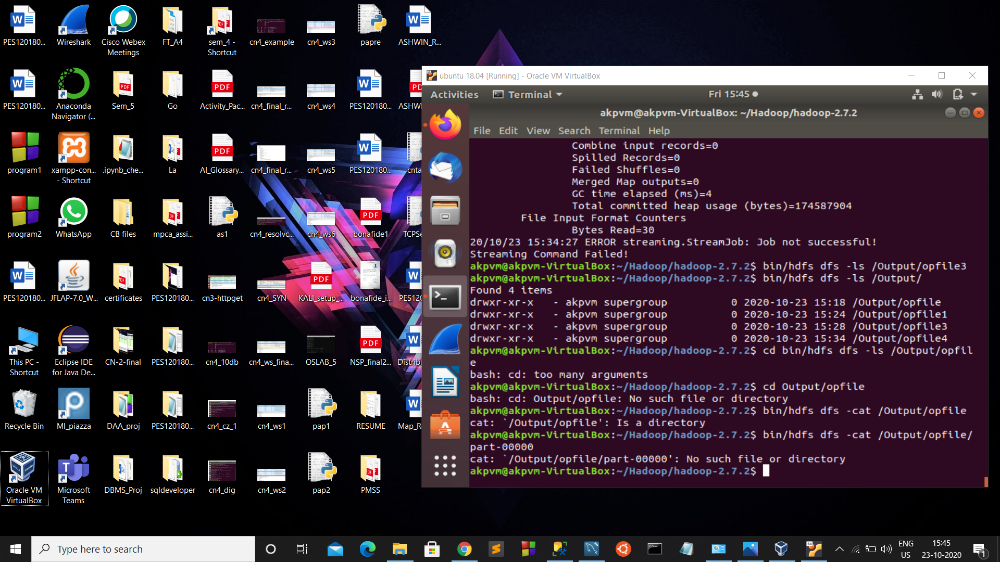 PES120180...
Wireshark
Cisco Webex
Meetings
FT_A4
sem_4 -
Shortcut
cn4_example
cn4_ws3
papre
ASHWIN_R...
PES120180...
Anaconda
Navigator (...
Sem_5
Go
Activity_Pac...
cn4_final_r...
cn4_ws4
PES120180...
ASHW
program1
xampp-con...
- Shortcut
.ipynb_che...
La
AI_Glossary...
cn4_final_r...
cn4_ws5
PES120180...
cnta
program2
WhatsApp
CB files
mpca_assi...
as1
cn4_resolvc...
cn4_ws6
bonafide1
TCPSe
PES120180...
JFLAP-7.0_W...
certificates
PES120180...
cn3-httpget
cn4_SYN
KALI_setup_...
bonafide_i...
PES120
This PC -
Shortcut
Eclipse IDE
for Java De...
CN-2-final
PES120180...
cn4_10db
cn4_ws_fina...
OSLAB_5
NSP_final2...
Distribu
Recycle Bin
MI_piazza
DAA_proj
PES120180...
cn4_cz_1
cn4_ws1
pap1
RESUME
Map_R
Oracle VM
VirtualBox
Microsoft
Teams
DBMS_Proj
sqldeveloper
cn4_dig
cn4_ws2
pap2
PMSS
ubuntu 18.04 [Running] - Oracle VM VirtualBox
Activities
Terminal
Fri 15:45
akpvm@akpvm-VirtualBox: ~/Hadoop/hadoop-2.7.2
File Edit View Search Terminal Help
Combine input records=0
Spilled Records=0
Failed Shuffles=0
Merged Map outputs=0
GC time elapsed (ms)=4
Total committed heap usage (bytes)=174587904
File Input Format Counters
Bytes Read=30
20/10/23 15:34:27 ERROR streaming.StreamJob: Job not successful!
Streaming Command Failed!
akpvm@akpvm-VirtualBox:~/Hadoop/hadoop-2.7.2$ bin/hdfs dfs -ls /Output/opfile3
akpvm@akpvm-VirtualBox:~/Hadoop/hadoop-2.7.2$ bin/hdfs dfs -ls /Output/
Found 4 items
drwxr-xr-x - akpvm supergroup 0 2020-10-23 15:18 /Output/opfile
drwxr-xr-x - akpvm supergroup 0 2020-10-23 15:24 /Output/opfile1
drwxr-xr-x - akpvm supergroup 0 2020-10-23 15:28 /Output/opfile3
drwxr-xr-x - akpvm supergroup 0 2020-10-23 15:34 /Output/opfile4
akpvm@akpvm-VirtualBox:~/Hadoop/hadoop-2.7.2$ cd bin/hdfs dfs -ls /Output/opfil
e
bash: cd: too many arguments
akpvm@akpvm-VirtualBox:~/Hadoop/hadoop-2.7.2$ cd Output/opfile
bash: cd: Output/opfile: No such file or directory
akpvm@akpvm-VirtualBox:~/Hadoop/hadoop-2.7.2$ bin/hdfs dfs -cat /Output/opfile
cat: `/Output/opfile': Is a directory
akpvm@akpvm-VirtualBox:~/Hadoop/hadoop-2.7.2$ bin/hdfs dfs -cat /Output/opfile/
part-00000
cat: `/Output/opfile/part-00000': No such file or directory
akpvm@akpvm-VirtualBox:~/Hadoop/hadoop-2.7.2$
Type here to search
ENG
US
15:45
23-10-2020
1